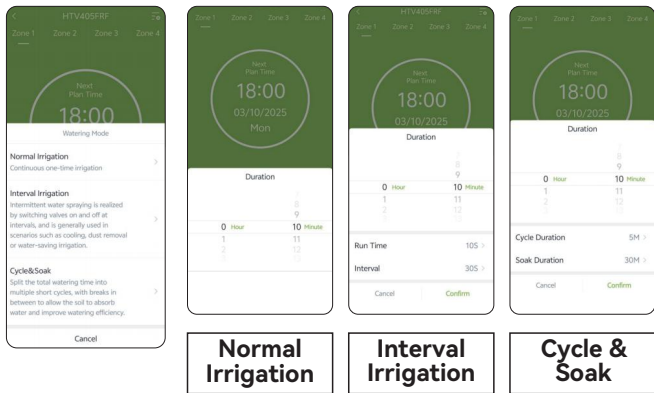 HTV405FRF
Zone 1 Zone 2 Zone 3 Zone 4
Next
Plan Time
18:00
Watering Mode
Normal Irrigation
Continuous one-time irrigation
Interval Irrigation
Intermittent water spraying is realized
by switching valves on and off at
intervals, and is generally used in
scenarios such as cooling, dust removal
or water-saving irrigation.
Cycle&Soak
Split the total watering time into
multiple short cycles, with breaks in
between to allow the soil to absorb
water and improve watering efficiency.
Cancel
Zone 1 Zone 2 Zone 3 Zone 4
Next
Plan Time
18:00
03/10/2025
Mon
Duration
9
0 Hour 10 Minute
1 11
2 12
Normal
Irrigation
HTV405FRF
Zone 1 Zone 2 Zone 3 Zone 4
Next
Plan Time
18:00
03/10/2025
Duration
8
9
0 Hour 10 Minute
1 11
2 12
Run Time 10S
Interval 30S
Cancel Confirm
Interval
Irrigation
Zone 1 Zone 2 Zone 3 Zone 4
Next
Plan Time
18:00
03/10/2025
Duration
8
9
0 Hour 10 Minute
1 11
2 12
Cycle Duration 5M
Soak Duration 30M
Cancel Confirm
Cycle &
Soak